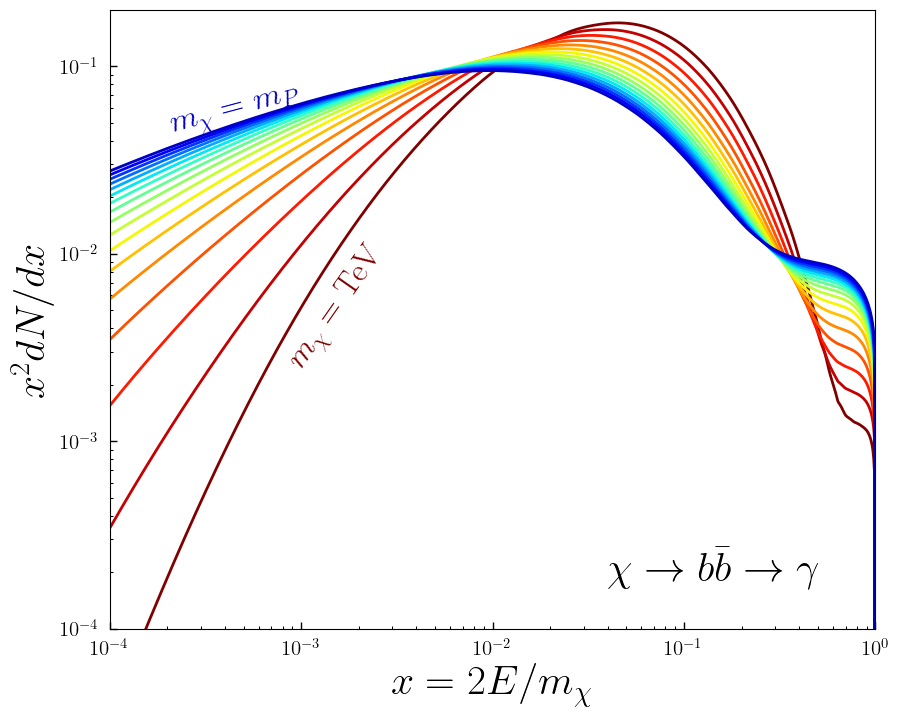 10⁻¹
10⁻²
10⁻³
10⁻⁴
x²dN/dx
m_χ = m_P
m_χ = TeV
χ → bb̄ → γ
10⁻⁴ 10⁻³ 10⁻² 10⁻¹ 10⁰
x = 2E/m_χ